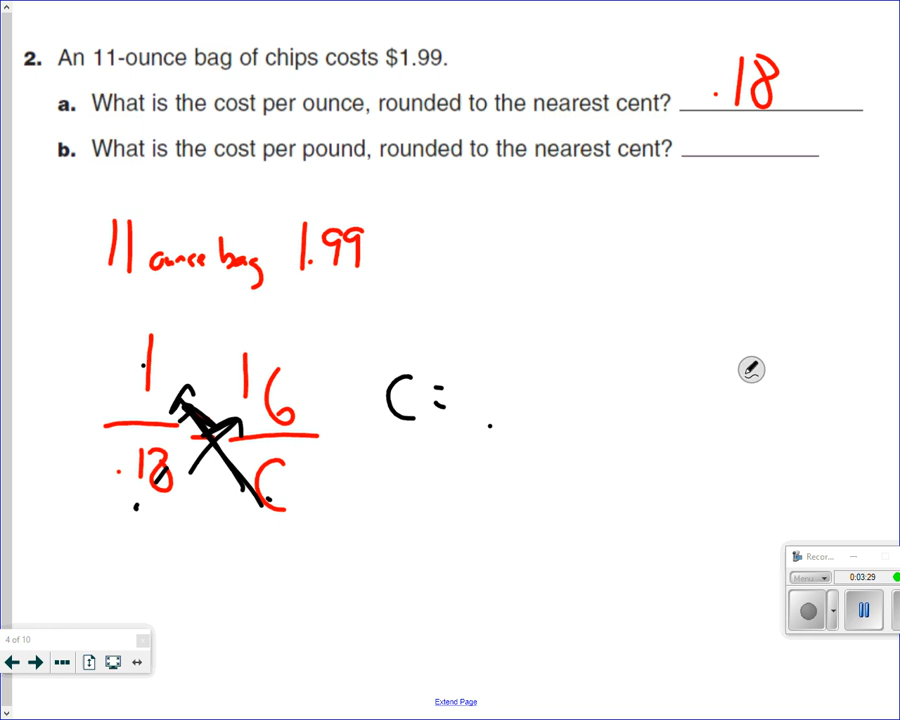 2. An 11-ounce bag of chips costs $1.99.
a. What is the cost per ounce, rounded to the nearest cent? .18
b. What is the cost per pound, rounded to the nearest cent?
11 ounce bag 1.99
1 16
.18 = C
C =
Recor...
Menu
0:03:29
4 of 10
Extend Page